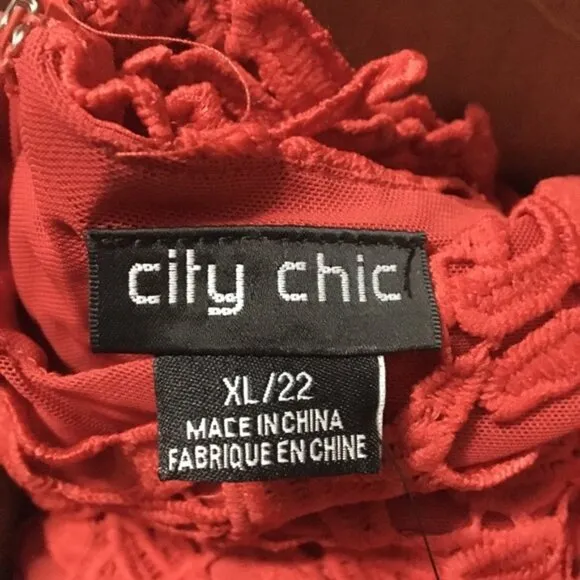 city chic
XL/22
MADE IN CHINA
FABRIQUE EN CHINE